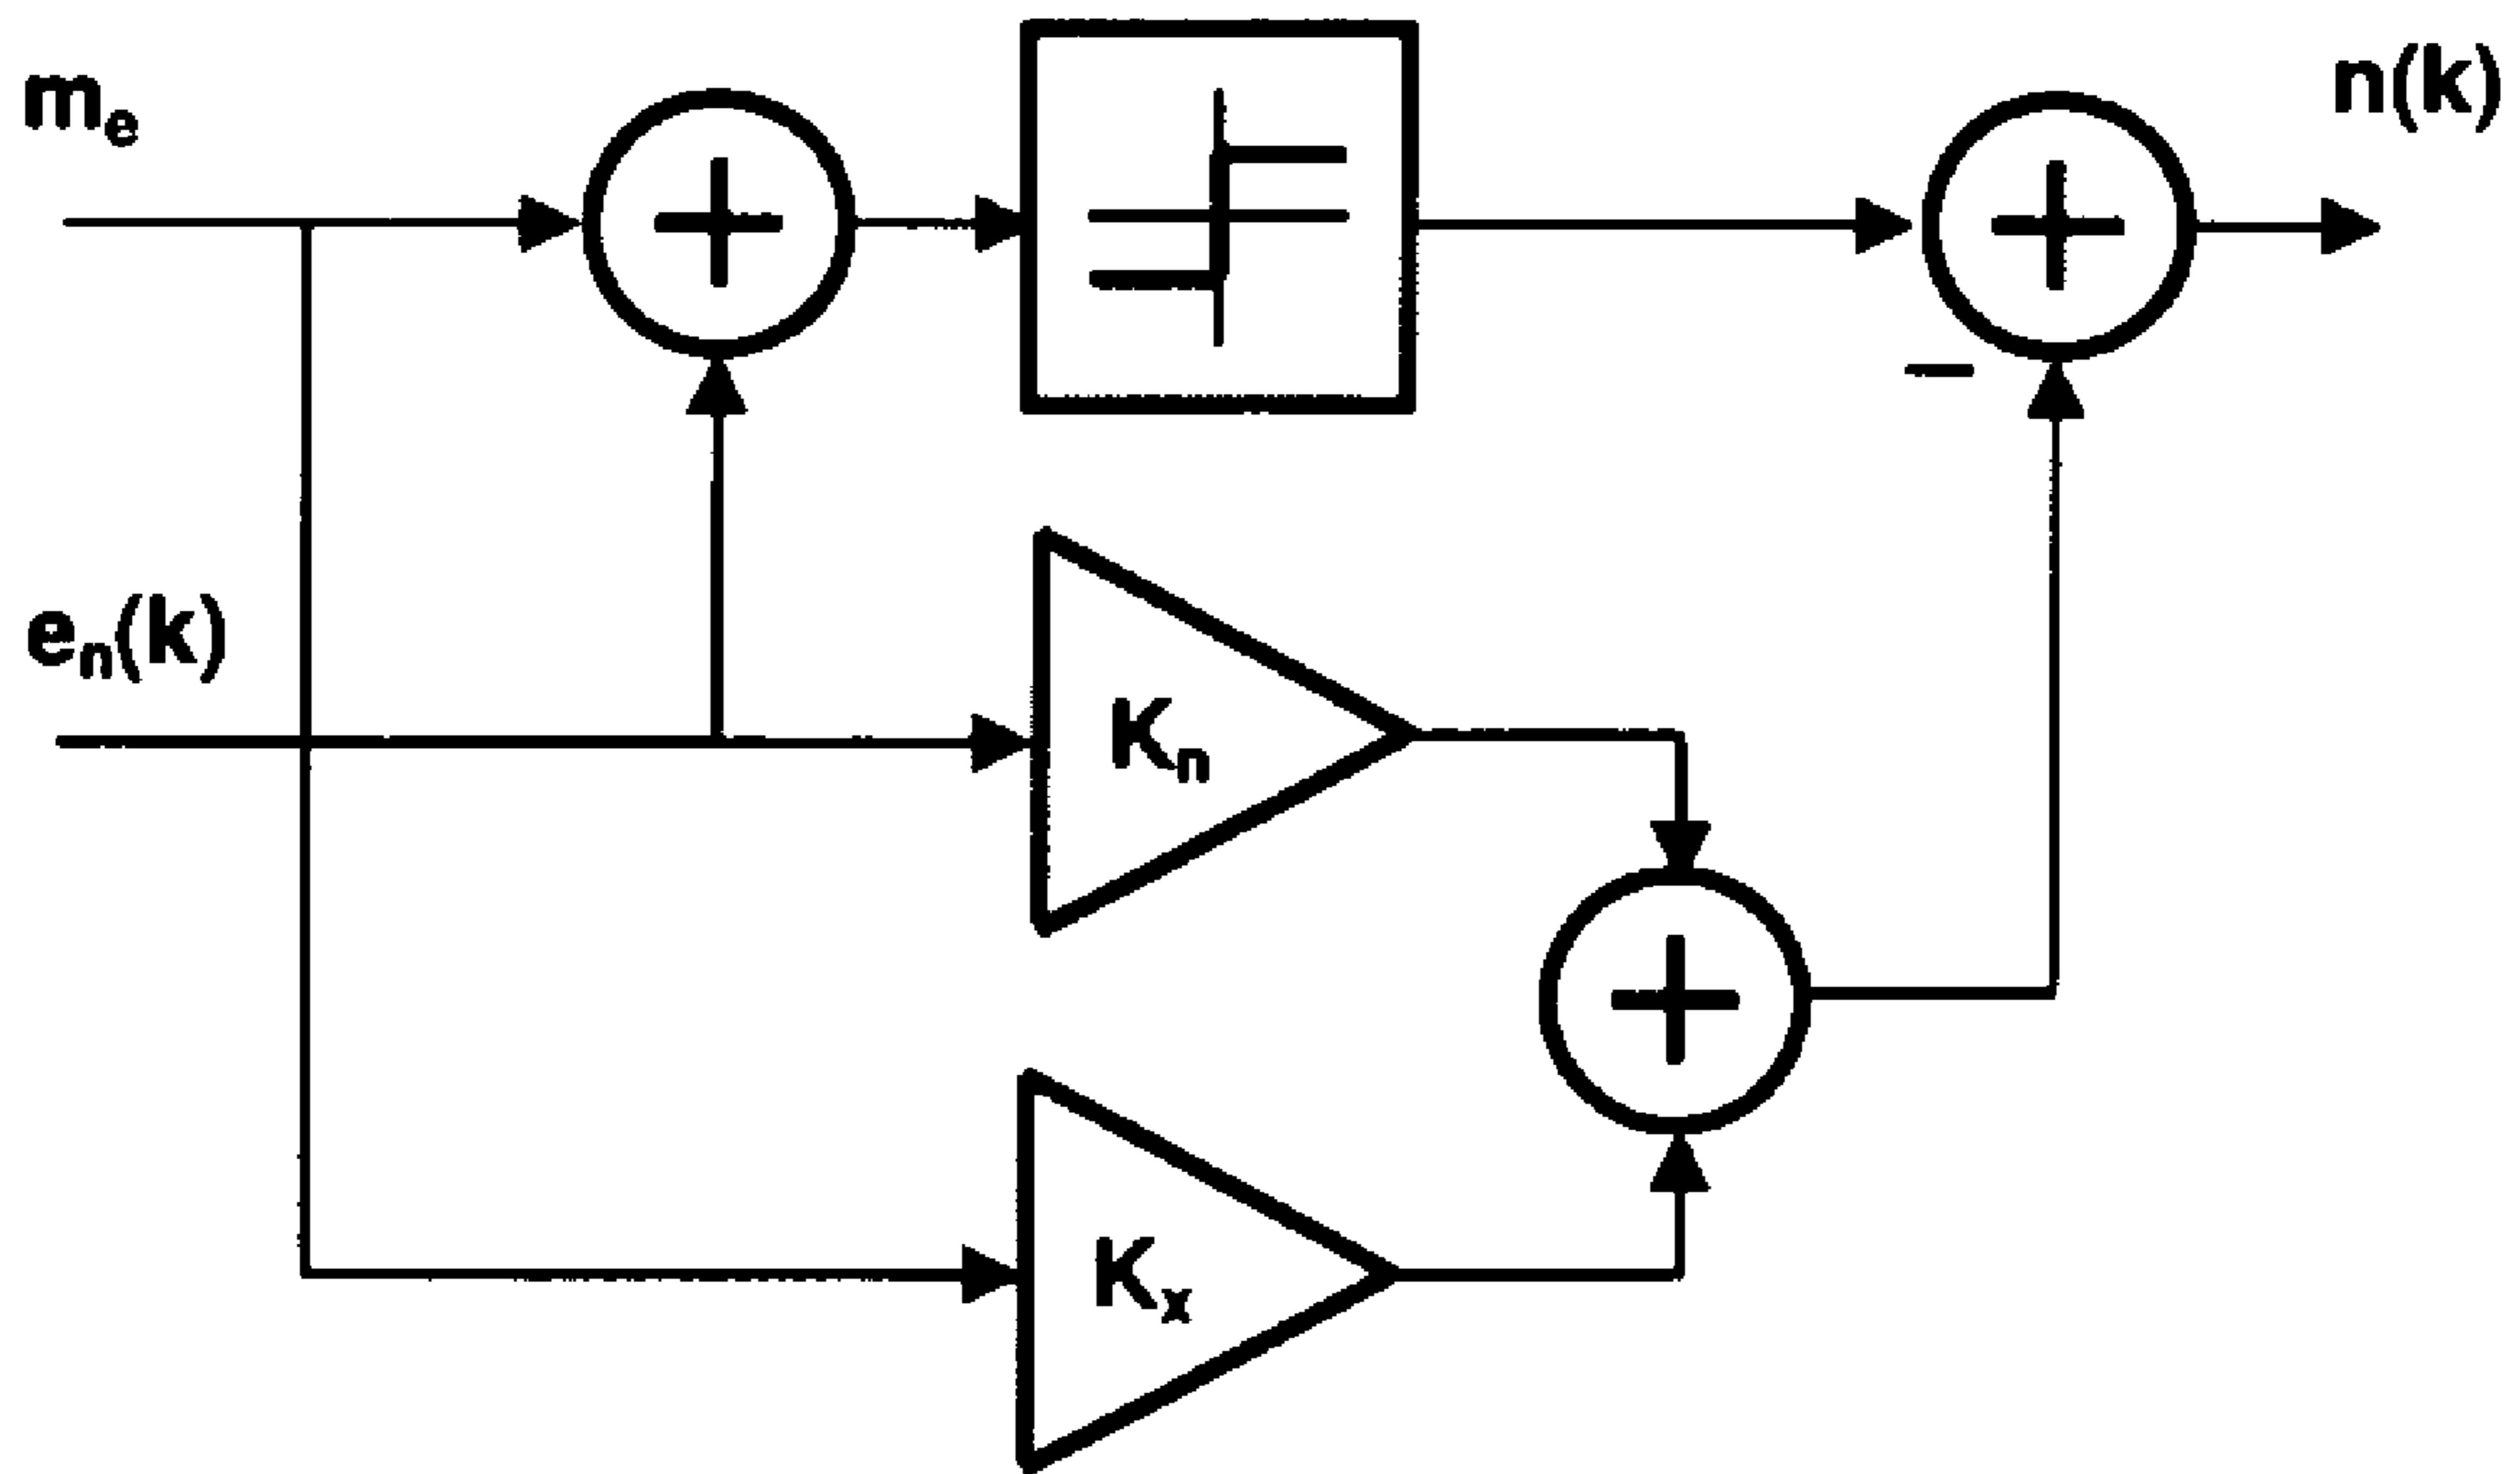 mₑ
n(k)
eₙ(k)
Kₙ
Kₓ